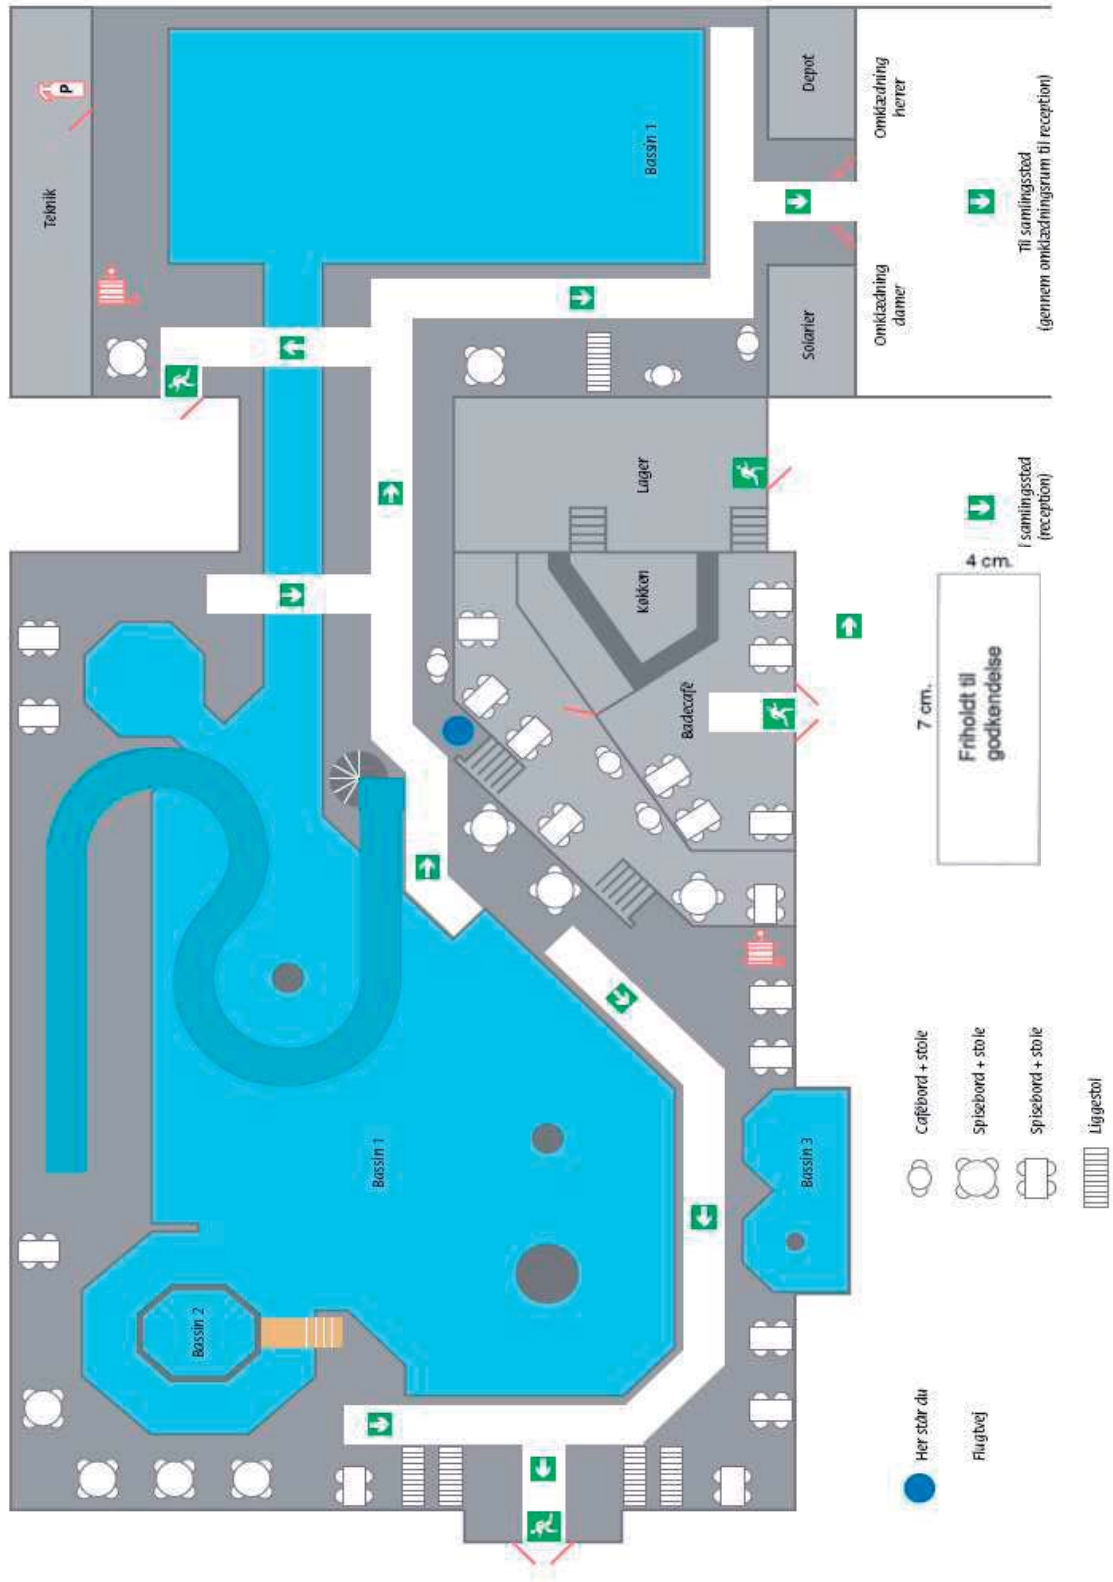 Teknik
P
Bassin 2
Bassin 1
Bassin 1
Køkken
Lager
Badecafé
Bassin 3
Solarier
Depot
Omklædning
damer
Omklædning
herrer
Her står du
Flugtvej
Cafébord + stole
Spisebord + stole
Spisebord + stole
Liggestol
7 cm.
4 cm.
Friholdt til
godkendelse
l samlingssted
(reception)
Til samlingssted
(gennem omklædningsrum til reception)